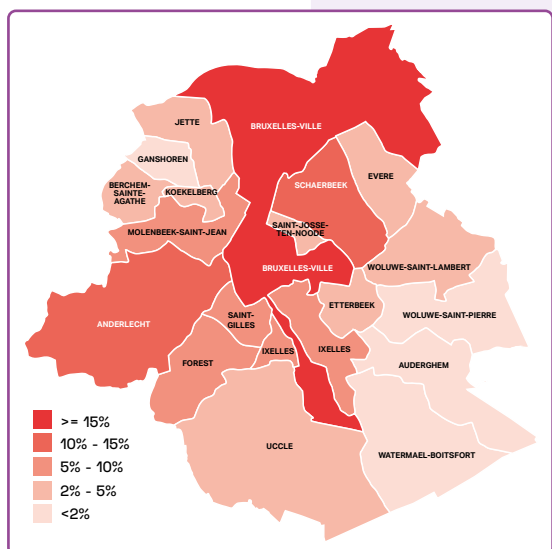 BRUXELLES-VILLE
JETTE
GANSHOREN
EVERE
SCHAERBEEK
BERCHEM-
SAINTE-
AGATHE
KOEKELBERG
SAINT-JOSSE-
TEN-NOODE
MOLENBEEK-SAINT-JEAN
BRUXELLES-VILLE
WOLUWE-SAINT-LAMBERT
ETTERBEEK
WOLUWE-SAINT-PIERRE
ANDERLECHT
SAINT-
GILLES
IXELLES
IXELLES
FOREST
AUDERGHEM
UCCLE
WATERMAEL-BOITSFORT
>= 15%
10% - 15%
5% - 10%
2% - 5%
<2%